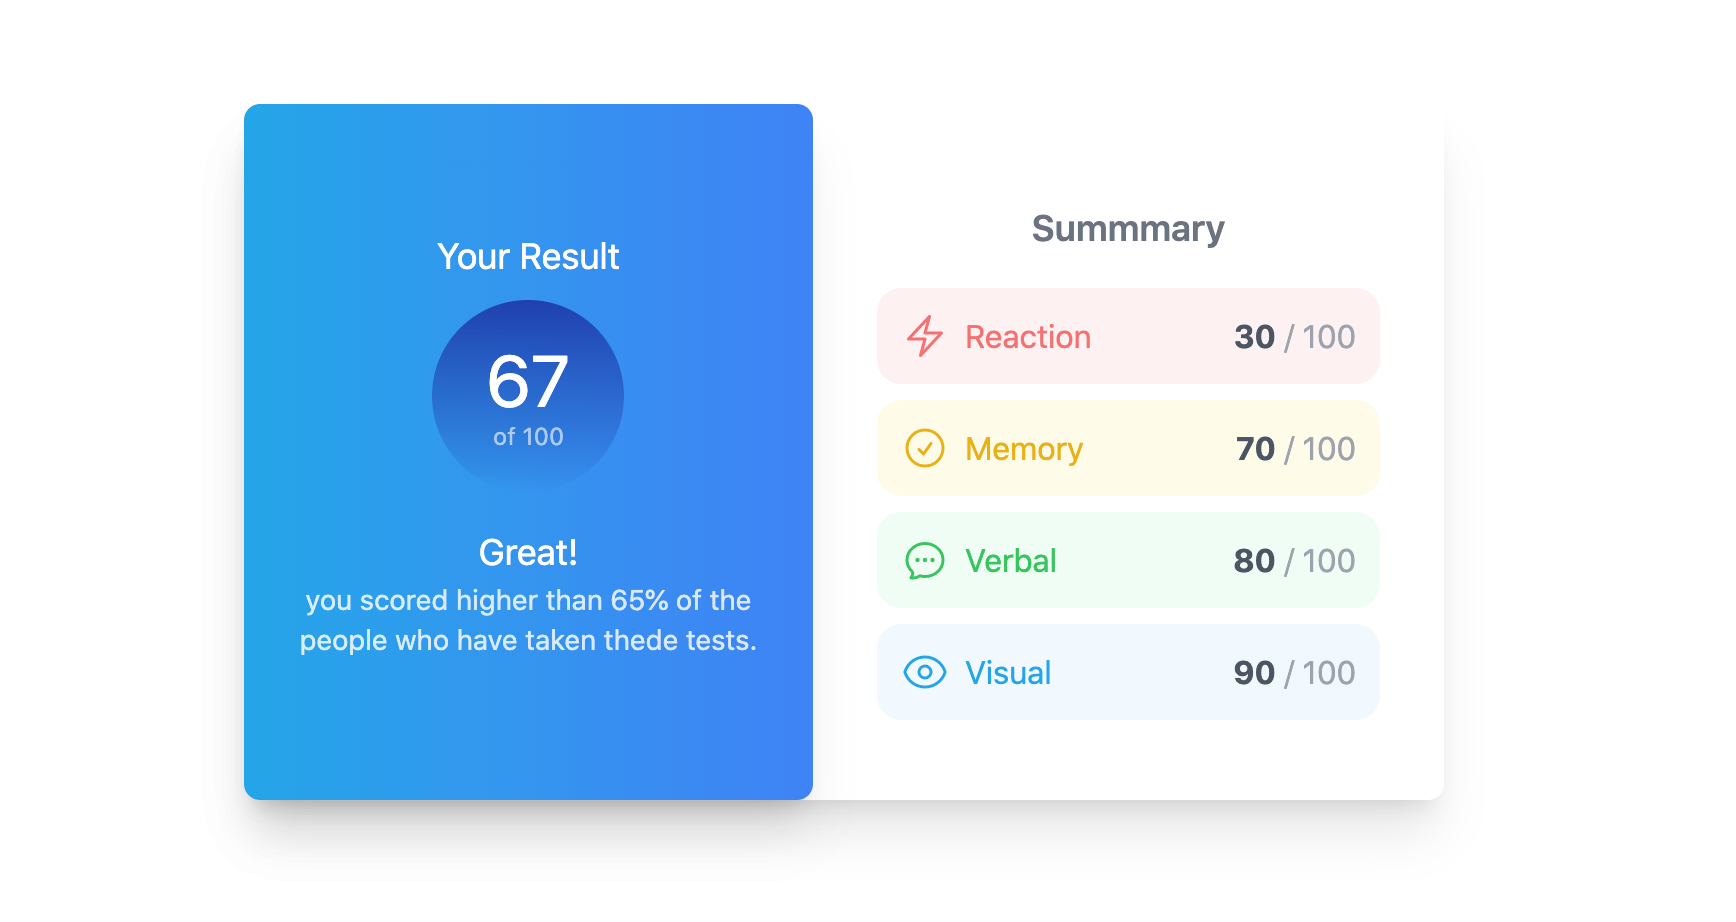 Your Result
67
of 100
Great!
you scored higher than 65% of the
people who have taken thede tests.
Summmary
Reaction 30 / 100
Memory 70 / 100
Verbal 80 / 100
Visual 90 / 100